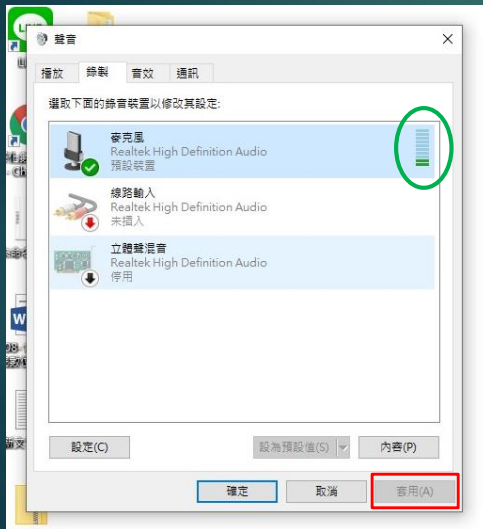 聲音
播放 錄製 音效 通訊
選取下面的錄音裝置以修改其設定:
麥克風
Realtek High Definition Audio
預設裝置
線路輸入
Realtek High Definition Audio
未插入
立體聲混音
Realtek High Definition Audio
停用
設定(C) 設為預設值(S) 內容(P)
確定 取消 套用(A)